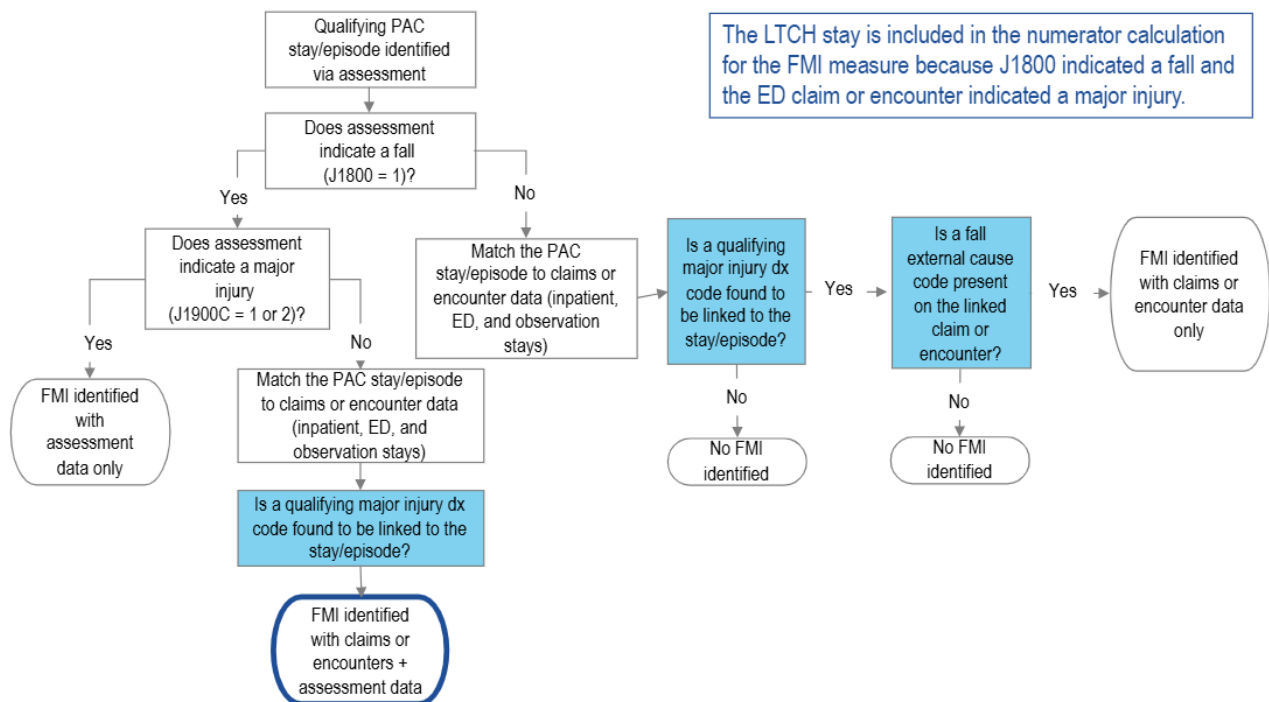 Qualifying PAC
stay/episode identified
via assessment
The LTCH stay is included in the numerator calculation
for the FMI measure because J1800 indicated a fall and
the ED claim or encounter indicated a major injury.
Does assessment
indicate a fall
(J1800 = 1)?
Yes
No
Does assessment
indicate a major
injury
(J1900C = 1 or 2)?
Match the PAC
stay/episode to claims or
encounter data (inpatient,
ED, and observation
stays)
Is a qualifying
major injury dx
code found to
be linked to the
stay/episode?
Yes
Is a fall
external cause
code present
on the linked
claim or
encounter?
Yes
FMI identified
with claims or
encounter data
only
Yes
No
No
No
FMI identified
with
assessment
data only
Match the PAC stay/episode
to claims or encounter data
(inpatient, ED, and
observation stays)
No FMI
identified
No FMI
identified
Is a qualifying major injury dx
code found to be linked to the
stay/episode?
FMI identified
with claims or
encounters +
assessment data